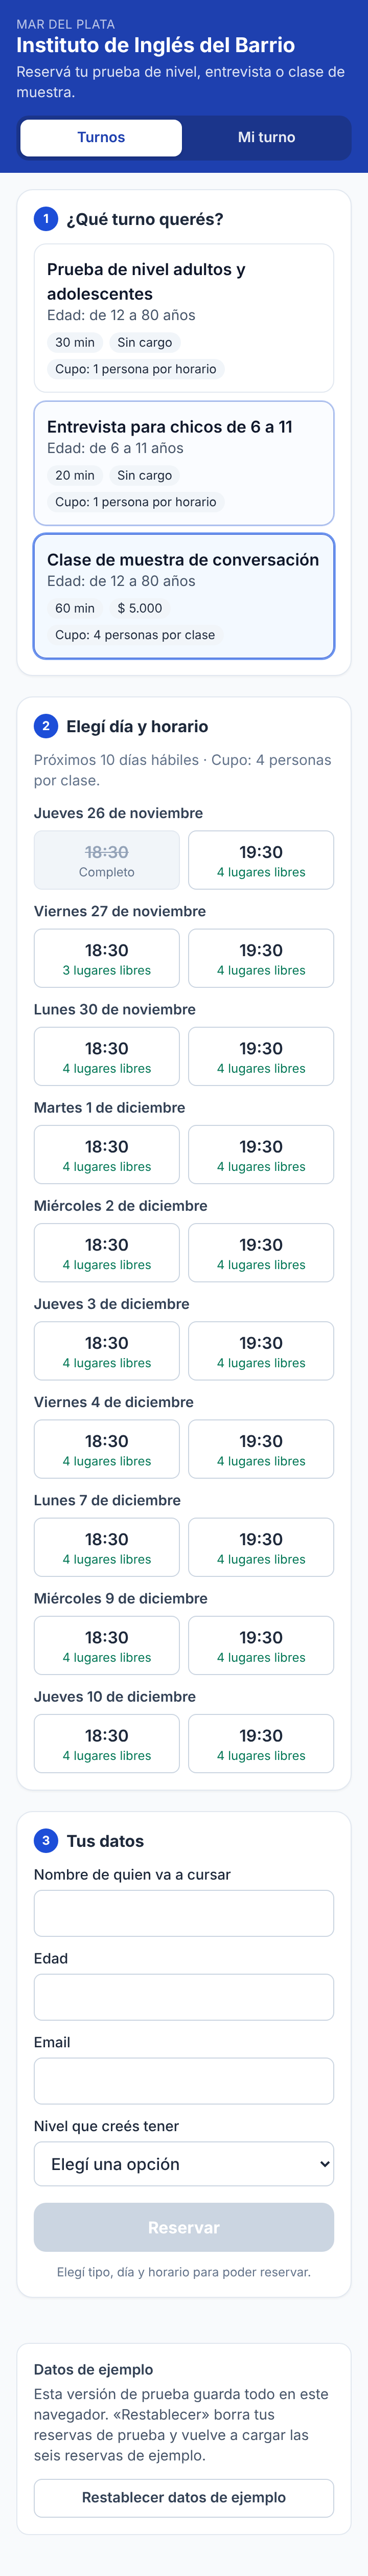 MAR DEL PLATA
Instituto de Inglés del Barrio
Reservá tu prueba de nivel, entrevista o clase de
muestra.
Turnos
Mi turno
1
¿Qué turno querés?
Prueba de nivel adultos y
adolescentes
Edad: de 12 a 80 años
30 min
Sin cargo
Cupo: 1 persona por horario
Entrevista para chicos de 6 a 11
Edad: de 6 a 11 años
20 min
Sin cargo
Cupo: 1 persona por horario
Clase de muestra de conversación
Edad: de 12 a 80 años
60 min
$ 5.000
Cupo: 4 personas por clase
2
Elegí día y horario
Próximos 10 días hábiles · Cupo: 4 personas
por clase.
Jueves 26 de noviembre
18:30
Completo
19:30
4 lugares libres
Viernes 27 de noviembre
18:30
3 lugares libres
19:30
4 lugares libres
Lunes 30 de noviembre
18:30
4 lugares libres
19:30
4 lugares libres
Martes 1 de diciembre
18:30
4 lugares libres
19:30
4 lugares libres
Miércoles 2 de diciembre
18:30
4 lugares libres
19:30
4 lugares libres
Jueves 3 de diciembre
18:30
4 lugares libres
19:30
4 lugares libres
Viernes 4 de diciembre
18:30
4 lugares libres
19:30
4 lugares libres
Lunes 7 de diciembre
18:30
4 lugares libres
19:30
4 lugares libres
Miércoles 9 de diciembre
18:30
4 lugares libres
19:30
4 lugares libres
Jueves 10 de diciembre
18:30
4 lugares libres
19:30
4 lugares libres
3
Tus datos
Nombre de quien va a cursar
Edad
Email
Nivel que creés tener
Elegí una opción
Reservar
Elegí tipo, día y horario para poder reservar.
Datos de ejemplo
Esta versión de prueba guarda todo en este
navegador. «Restablecer» borra tus
reservas de prueba y vuelve a cargar las
seis reservas de ejemplo.
Restablecer datos de ejemplo